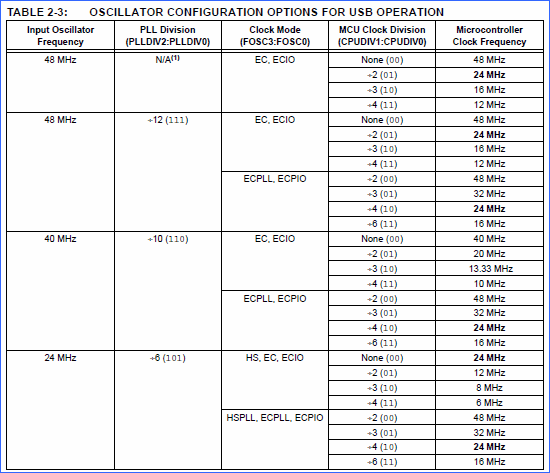 TABLE 2-3: OSCILLATOR CONFIGURATION OPTIONS FOR USB OPERATION
Input Oscillator Frequency PLL Division (PLLDIV2:PLLDIV0) Clock Mode (FOSC3:FOSC0) MCU Clock Division (CPUDIV1:CPUDIV0) Microcontroller Clock Frequency
48 MHz N/A(1) EC, ECIO None (00) 48 MHz
÷2 (01) 24 MHz
÷3 (10) 16 MHz
÷4 (11) 12 MHz
48 MHz ÷12 (111) EC, ECIO None (00) 48 MHz
÷2 (01) 24 MHz
÷3 (10) 16 MHz
÷4 (11) 12 MHz
ECPLL, ECPIO ÷2 (00) 48 MHz
÷3 (01) 32 MHz
÷4 (10) 24 MHz
÷6 (11) 16 MHz
40 MHz ÷10 (110) EC, ECIO None (00) 40 MHz
÷2 (01) 20 MHz
÷3 (10) 13.33 MHz
÷4 (11) 10 MHz
ECPLL, ECPIO ÷2 (00) 48 MHz
÷3 (01) 32 MHz
÷4 (10) 24 MHz
÷6 (11) 16 MHz
24 MHz ÷6 (101) HS, EC, ECIO None (00) 24 MHz
÷2 (01) 12 MHz
÷3 (10) 8 MHz
÷4 (11) 6 MHz
HSPLL, ECPLL, ECPIO ÷2 (00) 48 MHz
÷3 (01) 32 MHz
÷4 (10) 24 MHz
÷6 (11) 16 MHz